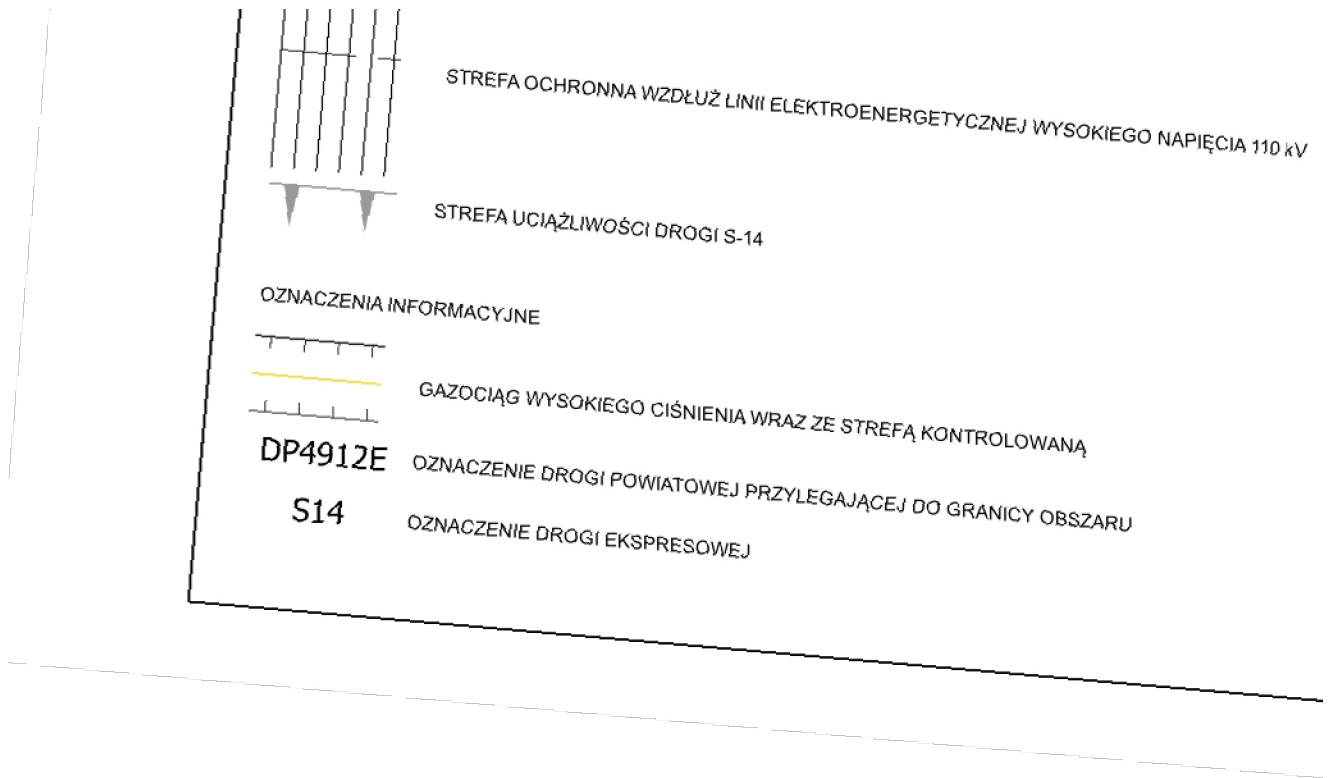 STREFA OCHRONNA WZDŁUŻ LINII ELEKTROENERGETYCZNEJ WYSOKIEGO NAPIĘCIA 110 kV
STREFA UCIĄŻLIWOŚCI DROGI S-14
OZNACZENIA INFORMACYJNE
GAZOCIĄG WYSOKIEGO CIŚNIENIA WRAZ ZE STREFĄ KONTROLOWANĄ
DP4912E OZNACZENIE DROGI POWIATOWEJ PRZYLEGAJĄCEJ DO GRANICY OBSZARU
S14 OZNACZENIE DROGI EKSPRESOWEJ